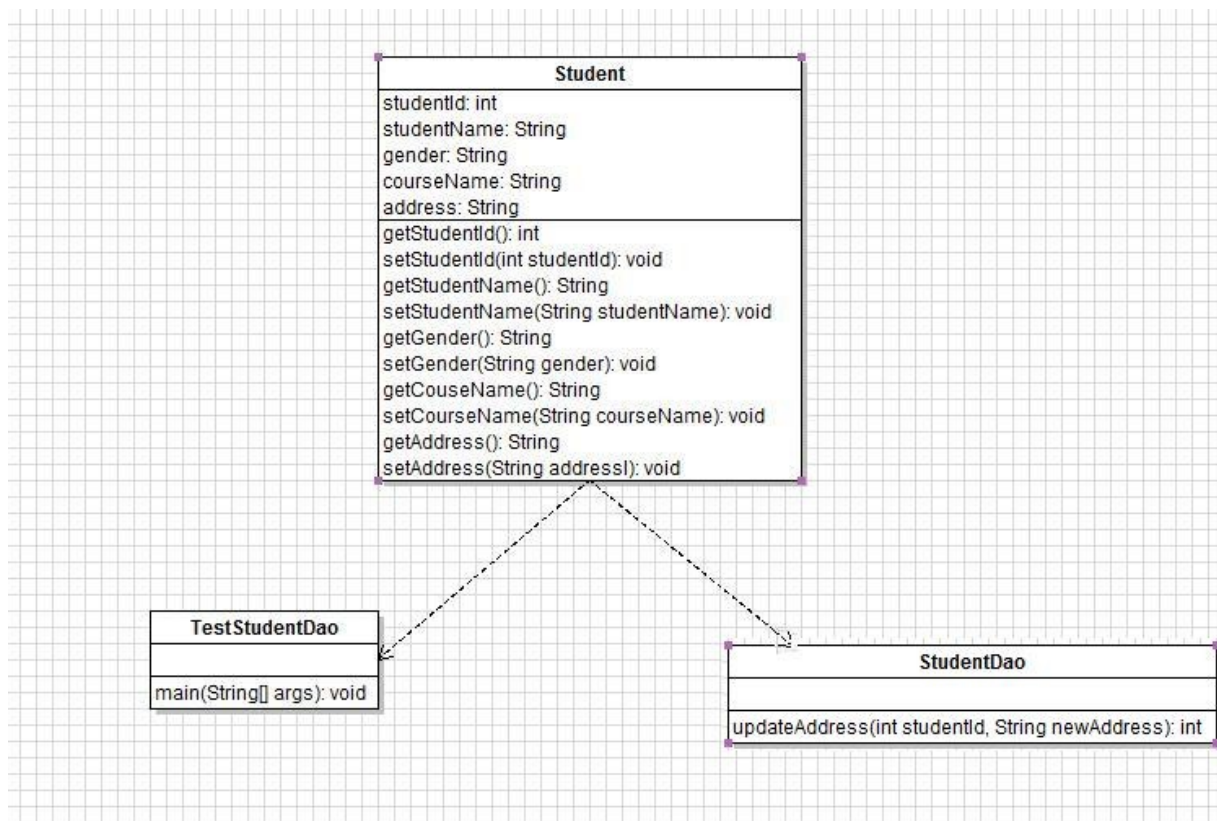 Student
studentId: int
studentName: String
gender: String
courseName: String
address: String
getStudentId(): int
setStudentId(int studentId): void
getStudentName(): String
setStudentName(String studentName): void
getGender(): String
setGender(String gender): void
getCouseName(): String
setCourseName(String courseName): void
getAddress(): String
setAddress(String addressl): void
TestStudentDao
main(String[] args): void
StudentDao
updateAddress(int studentId, String newAddress): int